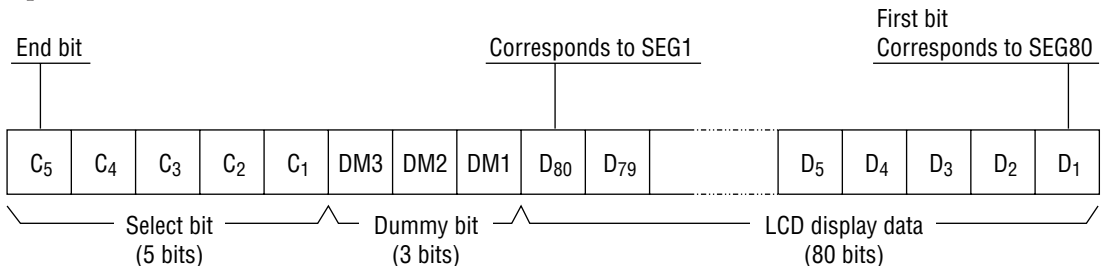 First bit
End bit Corresponds to SEG1 Corresponds to SEG80
C5 C4 C3 C2 C1 DM3 DM2 DM1 D80 D79 D5 D4 D3 D2 D1
Select bit Dummy bit LCD display data
(5 bits) (3 bits) (80 bits)